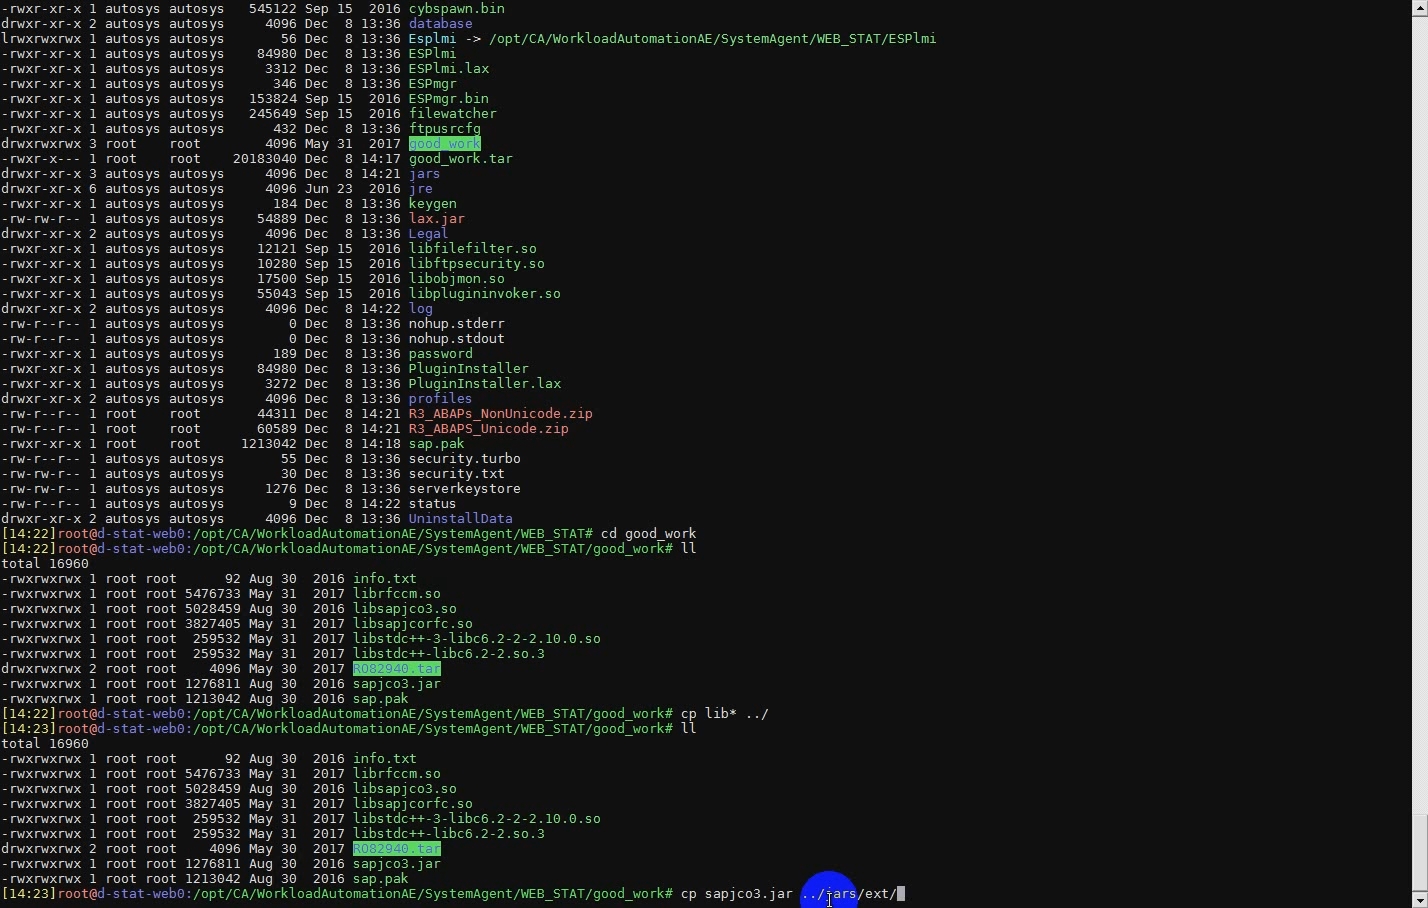 -rwxr-xr-x 1 autosys autosys   545122 Sep 15  2016 cybspawn.bin
drwxr-xr-x 2 autosys autosys     4096 Dec  8 13:36 database
lrwxrwxrwx 1 autosys autosys       56 Dec  8 13:36 Esplmi -> /opt/CA/WorkloadAutomationAE/SystemAgent/WEB_STAT/ESPlmi
-rwxr-xr-x 1 autosys autosys    84980 Dec  8 13:36 ESPlmi
-rwxr-xr-x 1 autosys autosys     3312 Dec  8 13:36 ESPlmi.lax
-rwxr-xr-x 1 autosys autosys      346 Dec  8 13:36 ESPmgr
-rwxr-xr-x 1 autosys autosys   153824 Sep 15  2016 ESPmgr.bin
-rwxr-xr-x 1 autosys autosys   245649 Sep 15  2016 filewatcher
-rwxr-xr-x 1 autosys autosys      432 Dec  8 13:36 ftpusrcfg
drwxrwxrwx 3 root    root        4096 May 31  2017 good_work
-rwxr-x--- 1 root    root    20183040 Dec  8 14:17 good_work.tar
drwxr-xr-x 3 autosys autosys     4096 Dec  8 14:21 jars
drwxr-xr-x 6 autosys autosys     4096 Jun 23  2016 jre
-rwxr-xr-x 1 autosys autosys      184 Dec  8 13:36 keygen
-rw-rw-r-- 1 autosys autosys    54889 Dec  8 13:36 lax.jar
drwxr-xr-x 2 autosys autosys     4096 Dec  8 13:36 Legal
-rwxr-xr-x 1 autosys autosys    12121 Sep 15  2016 libfilefilter.so
-rwxr-xr-x 1 autosys autosys    10280 Sep 15  2016 libftpsecurity.so
-rwxr-xr-x 1 autosys autosys    17500 Sep 15  2016 libobjmon.so
-rwxr-xr-x 1 autosys autosys    55043 Sep 15  2016 libplugininvoker.so
drwxr-xr-x 2 autosys autosys     4096 Dec  8 14:22 log
-rw-r--r-- 1 autosys autosys        0 Dec  8 13:36 nohup.stderr
-rw-r--r-- 1 autosys autosys        0 Dec  8 13:36 nohup.stdout
-rwxr-xr-x 1 autosys autosys      189 Dec  8 13:36 password
-rwxr-xr-x 1 autosys autosys    84980 Dec  8 13:36 PluginInstaller
-rwxr-xr-x 1 autosys autosys     3272 Dec  8 13:36 PluginInstaller.lax
drwxr-xr-x 2 autosys autosys     4096 Dec  8 13:36 profiles
-rw-r--r-- 1 root    root       44311 Dec  8 14:21 R3_ABAPs_NonUnicode.zip
-rw-r--r-- 1 root    root       60589 Dec  8 14:21 R3_ABAPS_Unicode.zip
-rwxr-xr-x 1 root    root     1213042 Dec  8 14:18 sap.pak
-rw-rw-r-- 1 autosys autosys       55 Dec  8 13:36 security.turbo
-rw-rw-r-- 1 autosys autosys       30 Dec  8 13:36 security.txt
-rw-rw-r-- 1 autosys autosys     1276 Dec  8 13:36 serverkeystore
-rw-r--r-- 1 autosys autosys        9 Dec  8 14:22 status
drwxr-xr-x 2 autosys autosys     4096 Dec  8 13:36 UninstallData
[14:22]root@d-stat-web0:/opt/CA/WorkloadAutomationAE/SystemAgent/WEB_STAT# cd good_work
[14:22]root@d-stat-web0:/opt/CA/WorkloadAutomationAE/SystemAgent/WEB_STAT/good_work# ll
total 16960
-rwxrwxrwx 1 root root      92 Aug 30  2016 info.txt
-rwxrwxrwx 1 root root 5476733 May 31  2017 librfccm.so
-rwxrwxrwx 1 root root 5028459 Aug 30  2016 libsapjco3.so
-rwxrwxrwx 1 root root 3827405 May 31  2017 libsapjcorfc.so
-rwxrwxrwx 1 root root  259532 May 31  2017 libstdc++-3-libc6.2-2-2.10.0.so
-rwxrwxrwx 1 root root  259532 May 31  2017 libstdc++-libc6.2-2.so.3
drwxrwxrwx 2 root root    4096 May 30  2017 RO82940.tar
-rwxrwxrwx 1 root root 1276811 Aug 30  2016 sapjco3.jar
-rwxrwxrwx 1 root root 1213042 Aug 30  2016 sap.pak
[14:22]root@d-stat-web0:/opt/CA/WorkloadAutomationAE/SystemAgent/WEB_STAT/good_work# cp lib* ../
[14:23]root@d-stat-web0:/opt/CA/WorkloadAutomationAE/SystemAgent/WEB_STAT/good_work# ll
total 16960
-rwxrwxrwx 1 root root      92 Aug 30  2016 info.txt
-rwxrwxrwx 1 root root 5476733 May 31  2017 librfccm.so
-rwxrwxrwx 1 root root 5028459 Aug 30  2016 libsapjco3.so
-rwxrwxrwx 1 root root 3827405 May 31  2017 libsapjcorfc.so
-rwxrwxrwx 1 root root  259532 May 31  2017 libstdc++-3-libc6.2-2-2.10.0.so
-rwxrwxrwx 1 root root  259532 May 31  2017 libstdc++-libc6.2-2.so.3
drwxrwxrwx 2 root root    4096 May 30  2017 RO82940.tar
-rwxrwxrwx 1 root root 1276811 Aug 30  2016 sapjco3.jar
-rwxrwxrwx 1 root root 1213042 Aug 30  2016 sap.pak
[14:23]root@d-stat-web0:/opt/CA/WorkloadAutomationAE/SystemAgent/WEB_STAT/good_work# cp sapjco3.jar ../jars/ext/